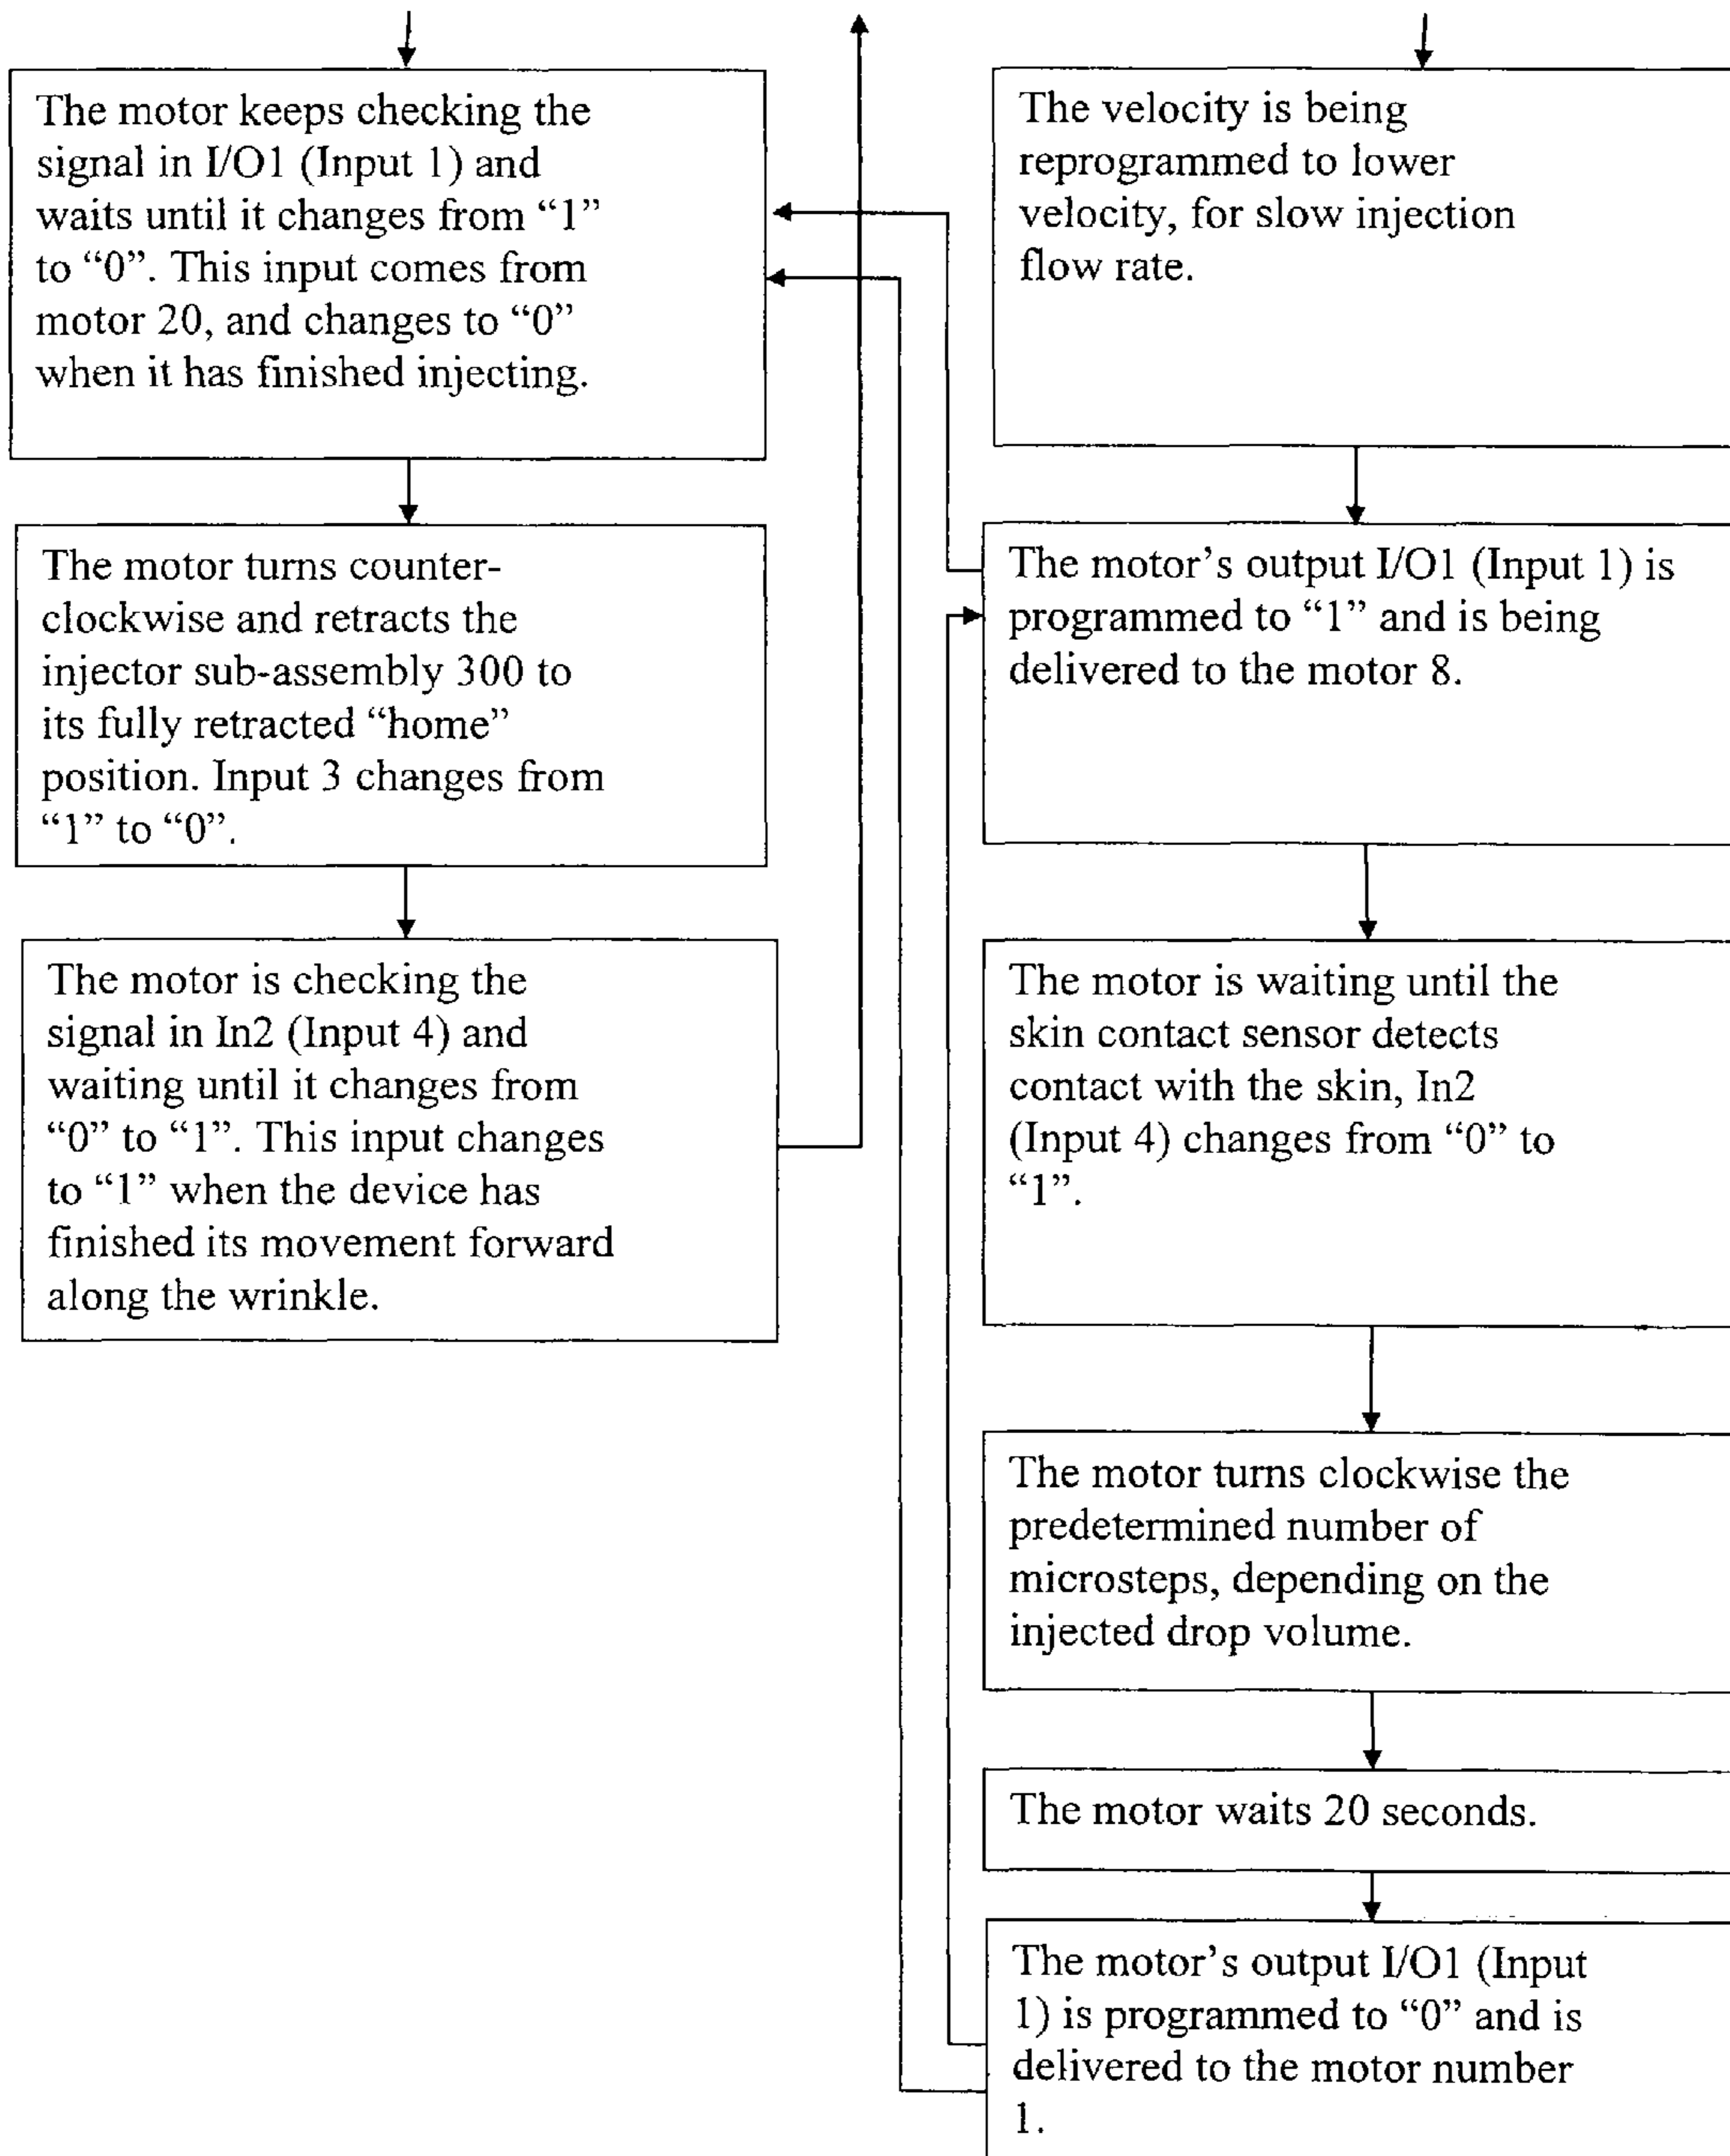 The motor keeps checking the
signal in I/O1 (Input 1) and
waits until it changes from “1”
to “0”. This input comes from
motor 20, and changes to “0”
when it has finished injecting.
The motor turns counter-
clockwise and retracts the
injector sub-assembly 300 to
its fully retracted “home”
position. Input 3 changes from
“1” to “0”.
The motor is checking the
signal in In2 (Input 4) and
waiting until it changes from
“0” to “1”. This input changes
to “1” when the device has
finished its movement forward
along the wrinkle.
The velocity is being
reprogrammed to lower
velocity, for slow injection
flow rate.
The motor’s output I/O1 (Input 1) is
programmed to “1” and is being
delivered to the motor 8.
The motor is waiting until the
skin contact sensor detects
contact with the skin, In2
(Input 4) changes from “0” to
“1”.
The motor turns clockwise the
predetermined number of
microsteps, depending on the
injected drop volume.
The motor waits 20 seconds.
The motor’s output I/O1 (Input
1) is programmed to “0” and is
delivered to the motor number
1.